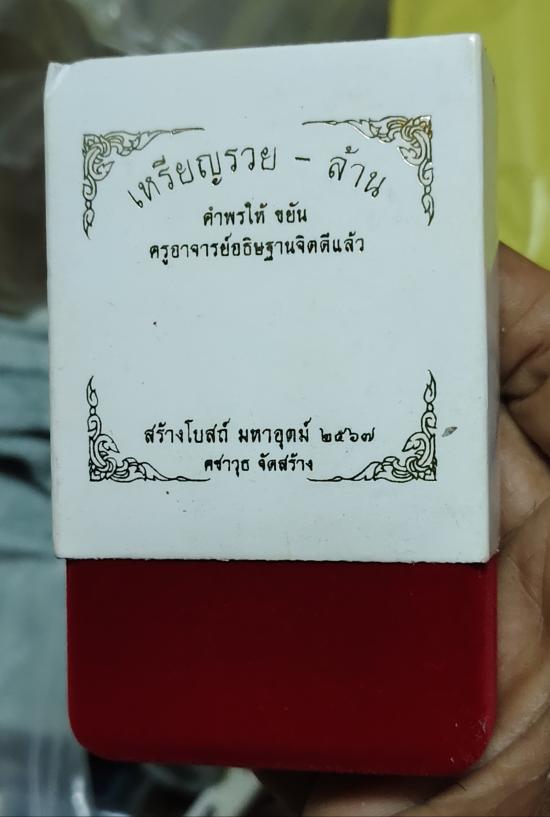 เหรียญรวย - ล้าน
คำพรให้ ขยัน
ครูอาจารย์อธิษฐานจิตดีแล้ว
สร้างโบสถ์ มหาอุตม์ ๒๕๖๗
คชาวุธ จัดสร้าง